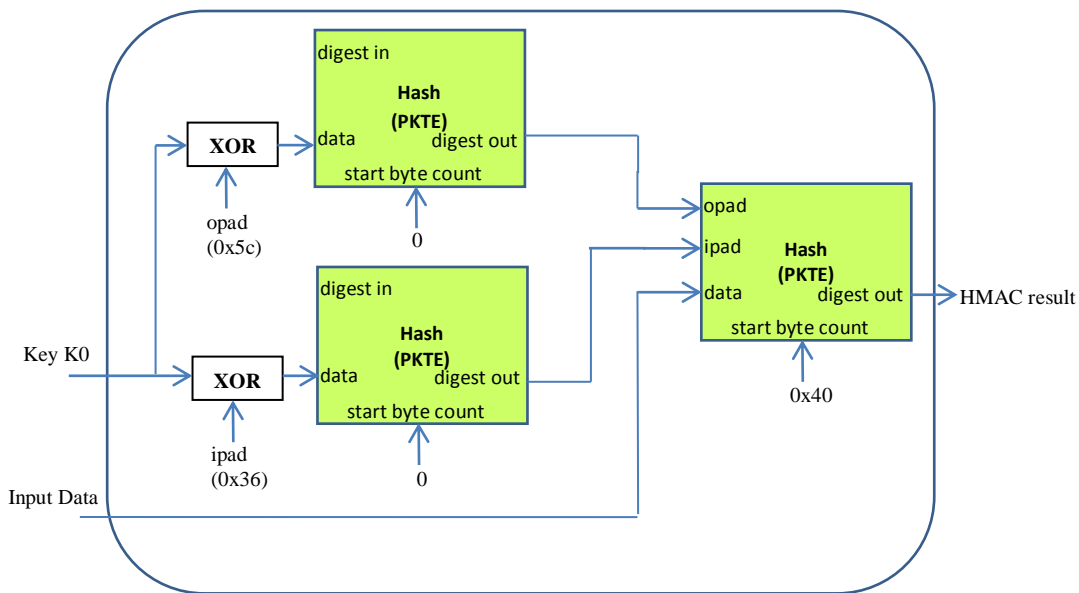 digest in
Hash
(PKTE)
data
digest out
start byte count
XOR
opad
(0x5c)
0
digest in
Hash
(PKTE)
data
digest out
start byte count
Key K0
XOR
ipad
(0x36)
0
Input Data
opad
ipad
Hash
(PKTE)
data
digest out
start byte count
0x40
HMAC result